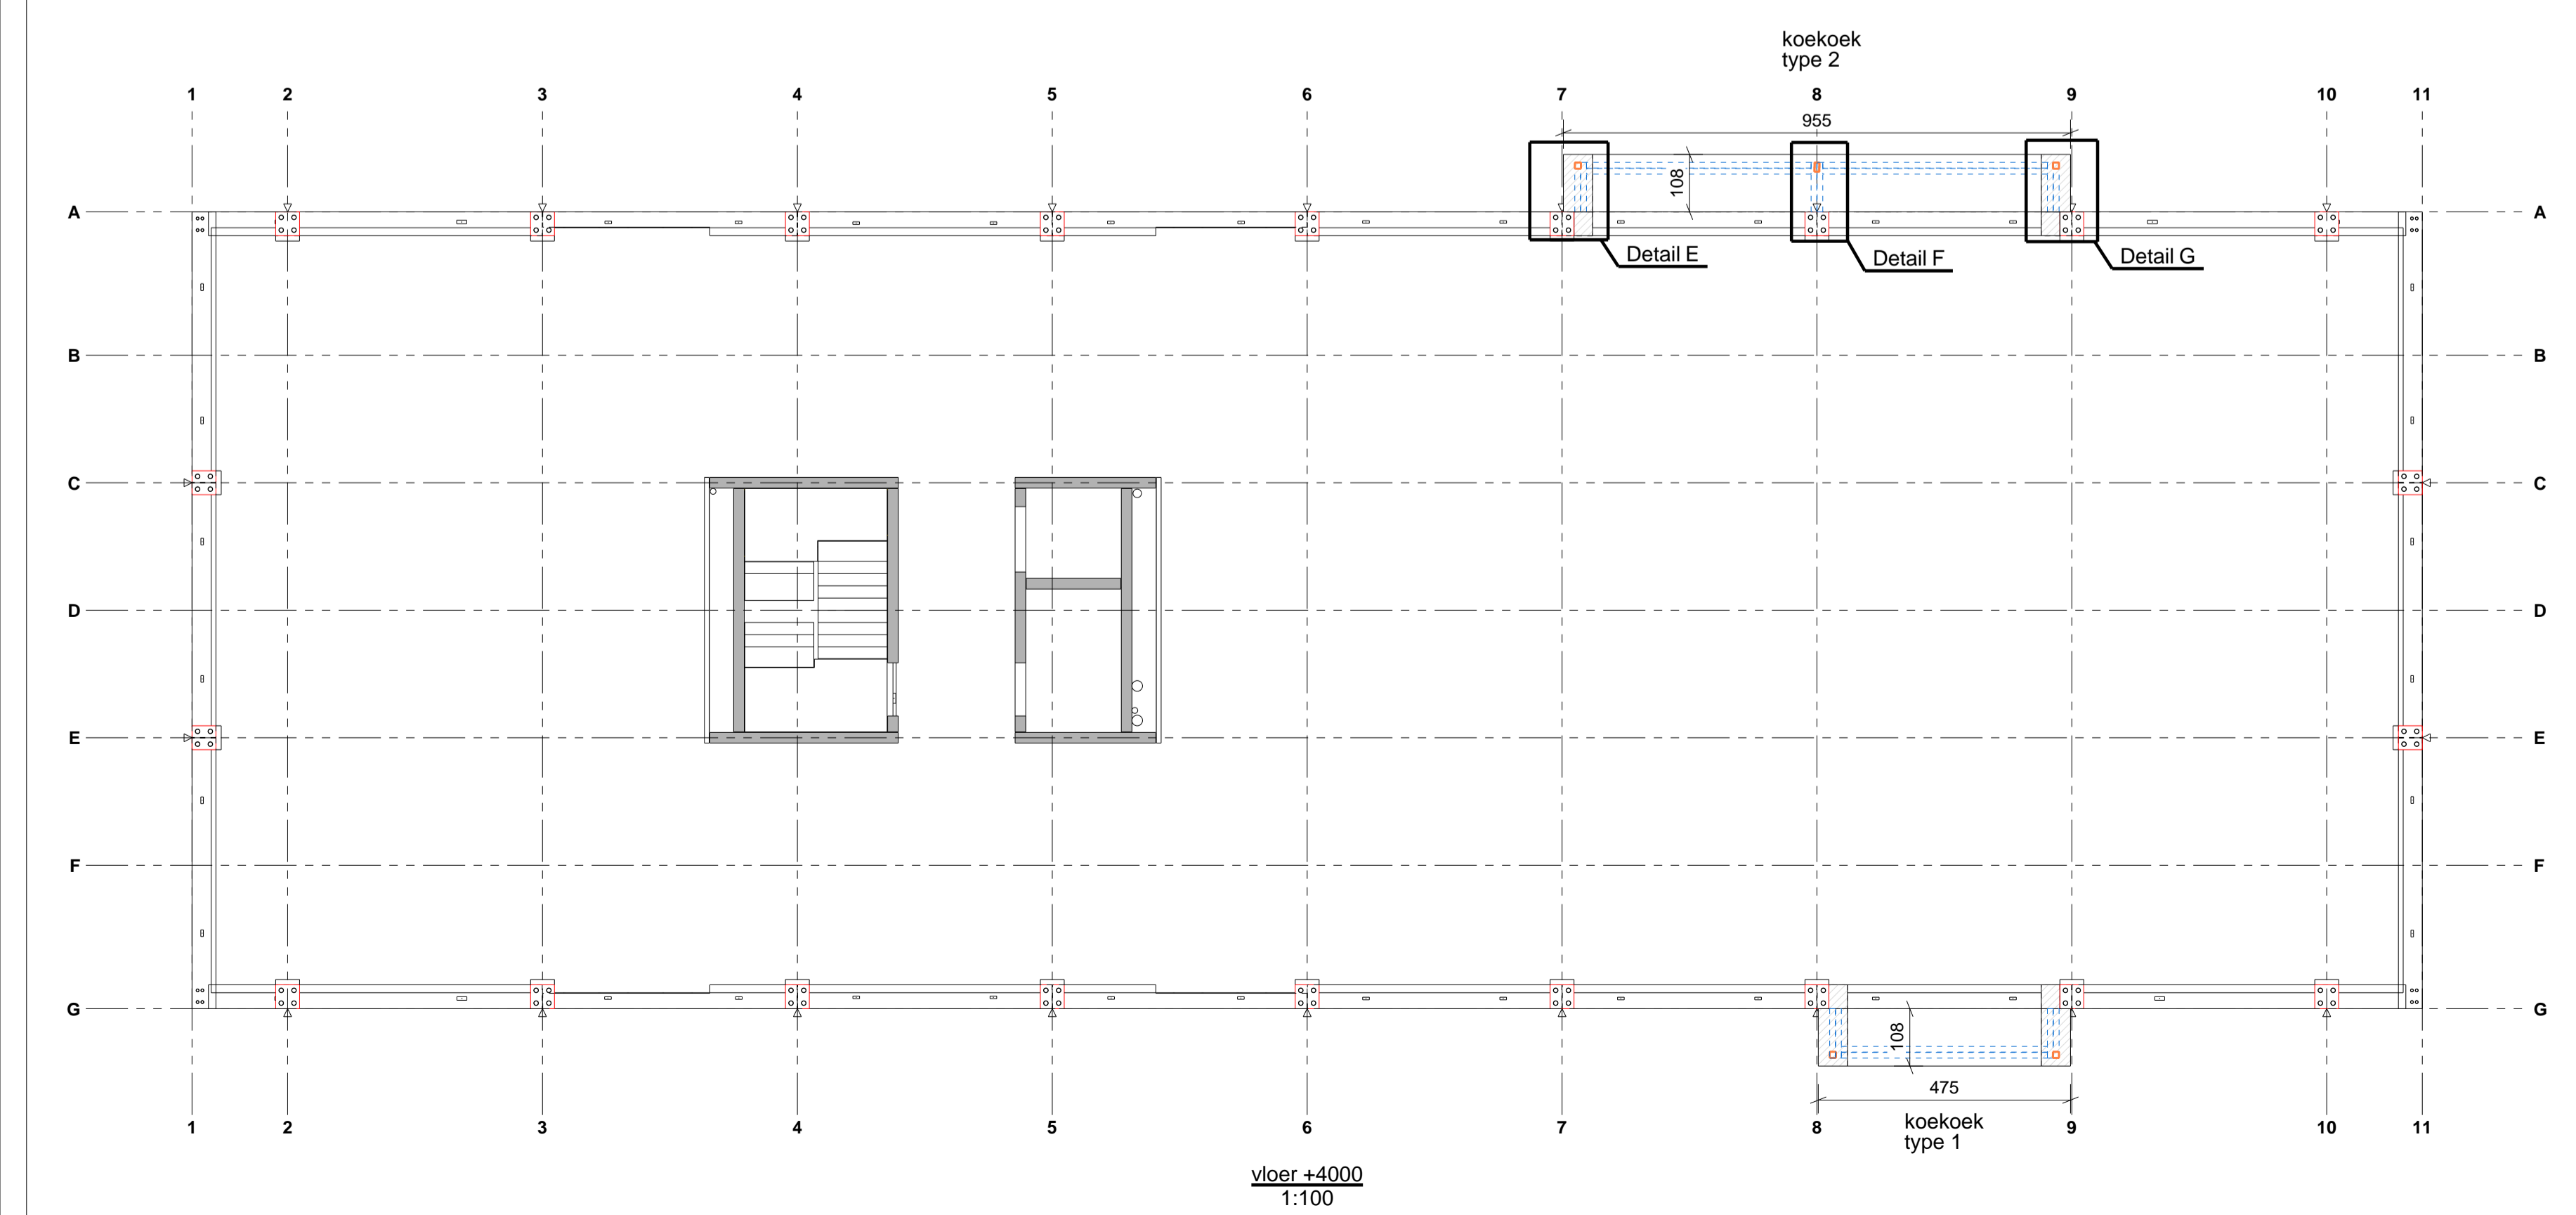 koekoek
type 2
1 2 3 4 5 6 7 8 9 10 11
955
108
A A
Detail E
Detail F
Detail G
B B
C C
D D
E E
F F
G G
108
475
koekoek
type 1
1 2 3 4 5 6 7 8 9 10 11
vloer +4000
1:100